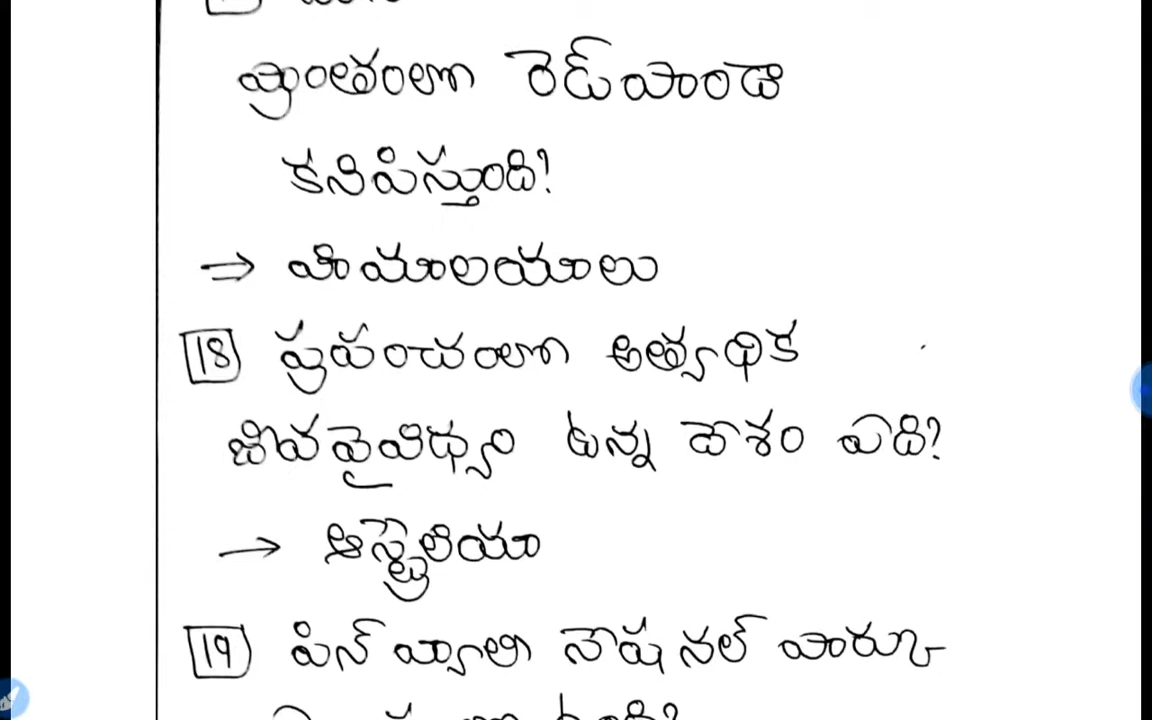 ప్రాంతంలో రెడ్‌పాండా
కనిపిస్తుంది?
⇒ హిమాలయాలు
18 ప్రపంచంలో అత్యధిక
జీవవైవిధ్యం ఉన్న దేశం ఏది?
→ ఆస్ట్రేలియా
19 పిన్ వ్యాలి నేషనల్ పార్కు